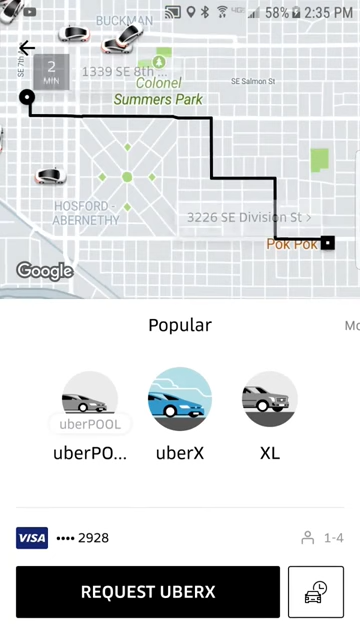 58% 2:35 PM
BUCKMAN
SE 7th
2
MIN
1339 SE 8th ...
SE Salmon St
Colonel
Summers Park
HOSFORD -
ABERNETHY
3226 SE Division St >
Pok Pok
Google
Popular
Mo
uberPOOL
uberPO...
uberX
XL
VISA •••• 2928
1-4
REQUEST UBERX